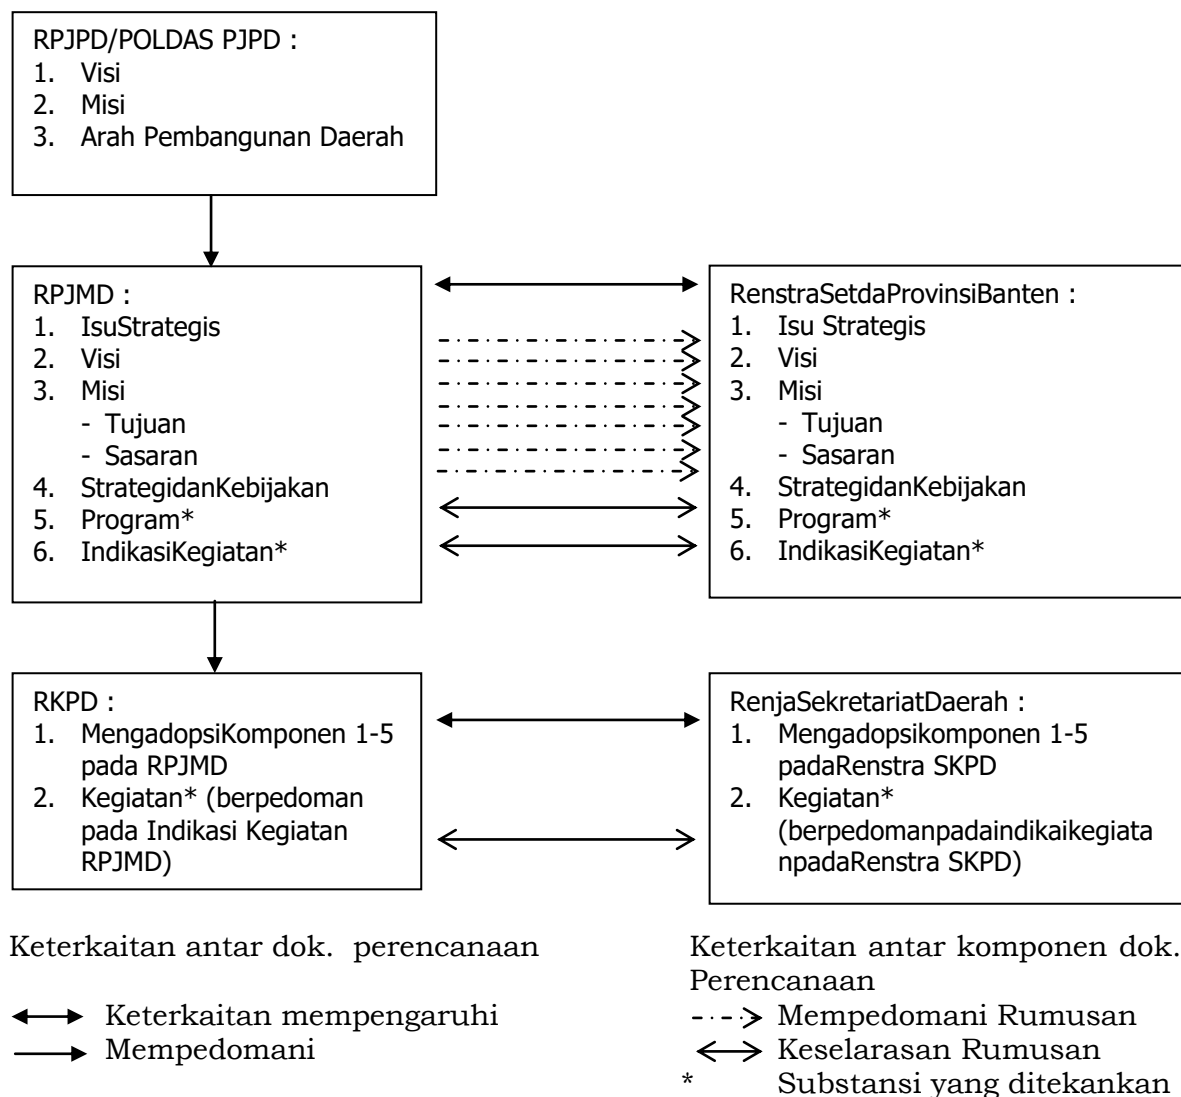 RPJPD/POLDAS PJPD :
1. Visi
2. Misi
3. Arah Pembangunan Daerah
RPJMD :
1. IsuStrategis
2. Visi
3. Misi
- Tujuan
- Sasaran
4. StrategidanKebijakan
5. Program*
6. IndikasiKegiatan*
RenstraSetdaProvinsiBanten :
1. Isu Strategis
2. Visi
3. Misi
- Tujuan
- Sasaran
4. StrategidanKebijakan
5. Program*
6. IndikasiKegiatan*
RKPD :
1. MengadopsiKomponen 1-5
pada RPJMD
2. Kegiatan* (berpedoman
pada Indikasi Kegiatan
RPJMD)
RenjaSekretariatDaerah :
1. Mengadopsikomponen 1-5
padaRenstra SKPD
2. Kegiatan*
(berpedomanpadaindikaikegiata
npadaRenstra SKPD)
Keterkaitan antar dok. perencanaan
Keterkaitan mempengaruhi
Mempedomani
Keterkaitan antar komponen dok.
Perencanaan
Mempedomani Rumusan
Keselarasan Rumusan
* Substansi yang ditekankan